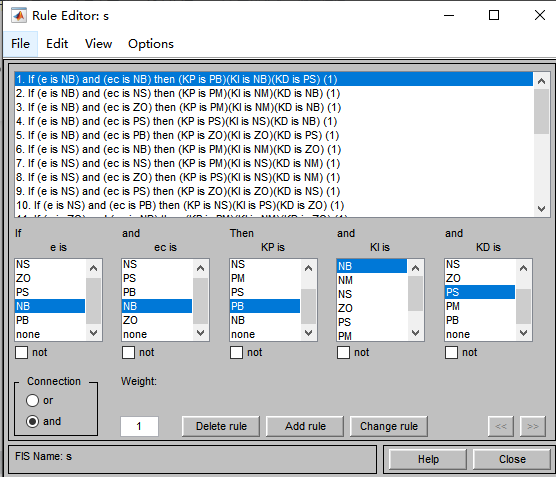 Rule Editor: s
File Edit View Options
1. If (e is NB) and (ec is NB) then (KP is PB)(KI is NB)(KD is PS) (1)
2. If (e is NB) and (ec is NS) then (KP is PM)(KI is NM)(KD is NB) (1)
3. If (e is NB) and (ec is ZO) then (KP is PM)(KI is NM)(KD is NB) (1)
4. If (e is NB) and (ec is PS) then (KP is PS)(KI is NS)(KD is NB) (1)
5. If (e is NB) and (ec is PB) then (KP is ZO)(KI is ZO)(KD is PS) (1)
6. If (e is NS) and (ec is NB) then (KP is PM)(KI is NM)(KD is NS) (1)
7. If (e is NS) and (ec is NS) then (KP is PM)(KI is NS)(KD is NM) (1)
8. If (e is NS) and (ec is ZO) then (KP is PS)(KI is NS)(KD is NM) (1)
9. If (e is NS) and (ec is PS) then (KP is ZO)(KI is ZO)(KD is NS) (1)
10. If (e is NS) and (ec is PB) then (KP is NS)(KI is PS)(KD is ZO) (1)
If and Then and and
e is ec is KP is KI is KD is
NS NS NS NB NS
ZO PS PM NM ZO
PS PB PS NS PS
NB NB PB ZO PM
PB ZO NB PS PB
none none none PM none
not not not not not
Connection Weight:
or
and 1 Delete rule Add rule Change rule << >>
FIS Name: s Help Close